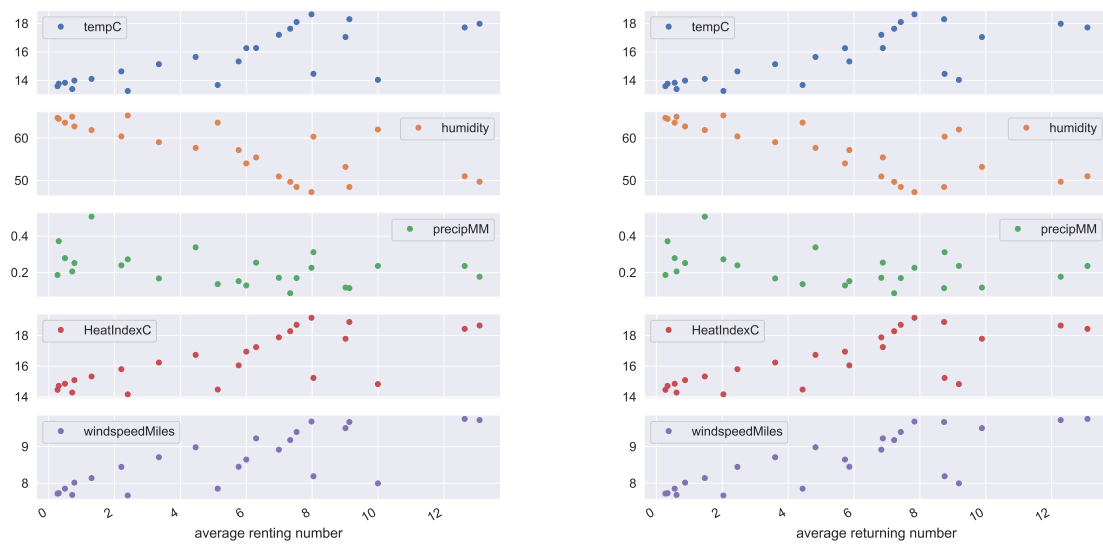 tempC
18
16
14
humidity
60
50
precipMM
0.4
0.2
HeatIndexC
18
16
14
windspeedMiles
9
8
0 2 4 6 8 10 12
average renting number
tempC
18
16
14
humidity
60
50
precipMM
0.4
0.2
HeatIndexC
18
16
14
windspeedMiles
9
8
0 2 4 6 8 10 12
average returning number